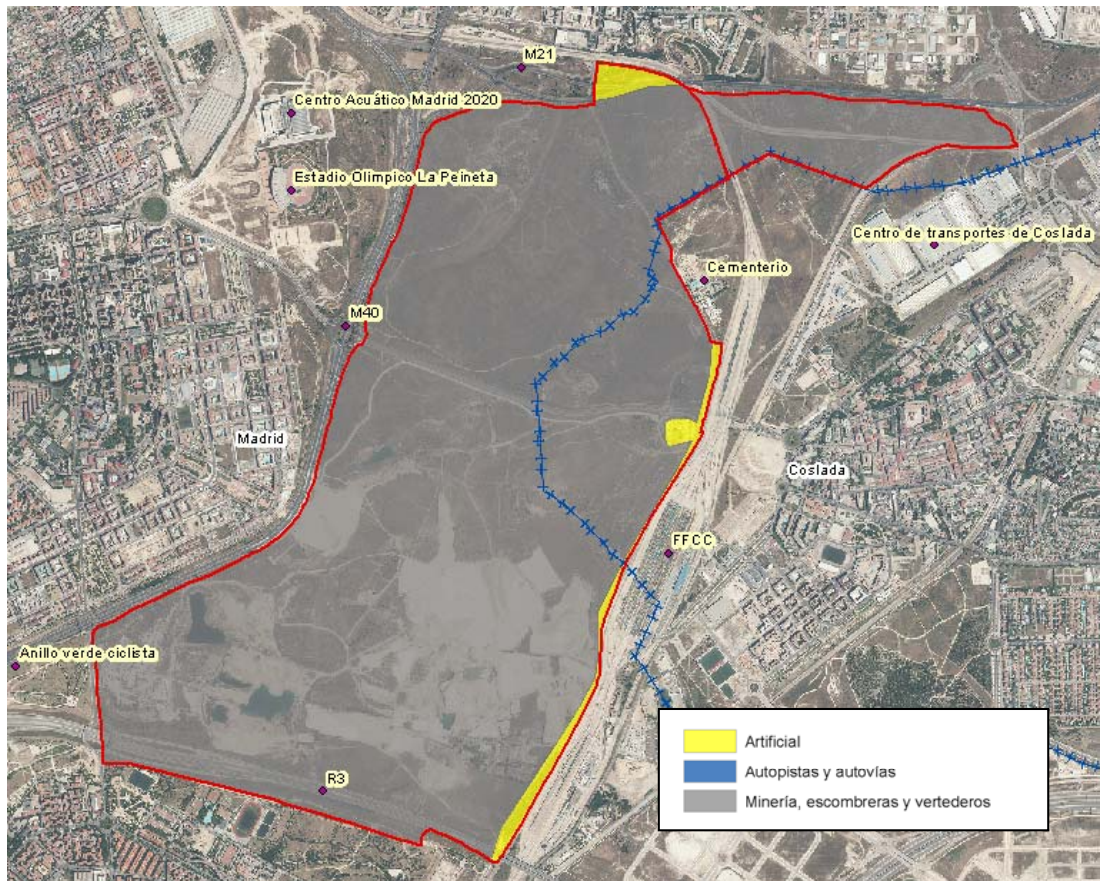 M21
Centro Acuático Madrid 2020
Estadio Olímpico La Peineta
Centro de transportes de Coslada
Cementerio
M40
Madrid
Coslada
FFCC
Anillo verde ciclista
R3
Artificial
Autopistas y autovías
Minería, escombreras y vertederos